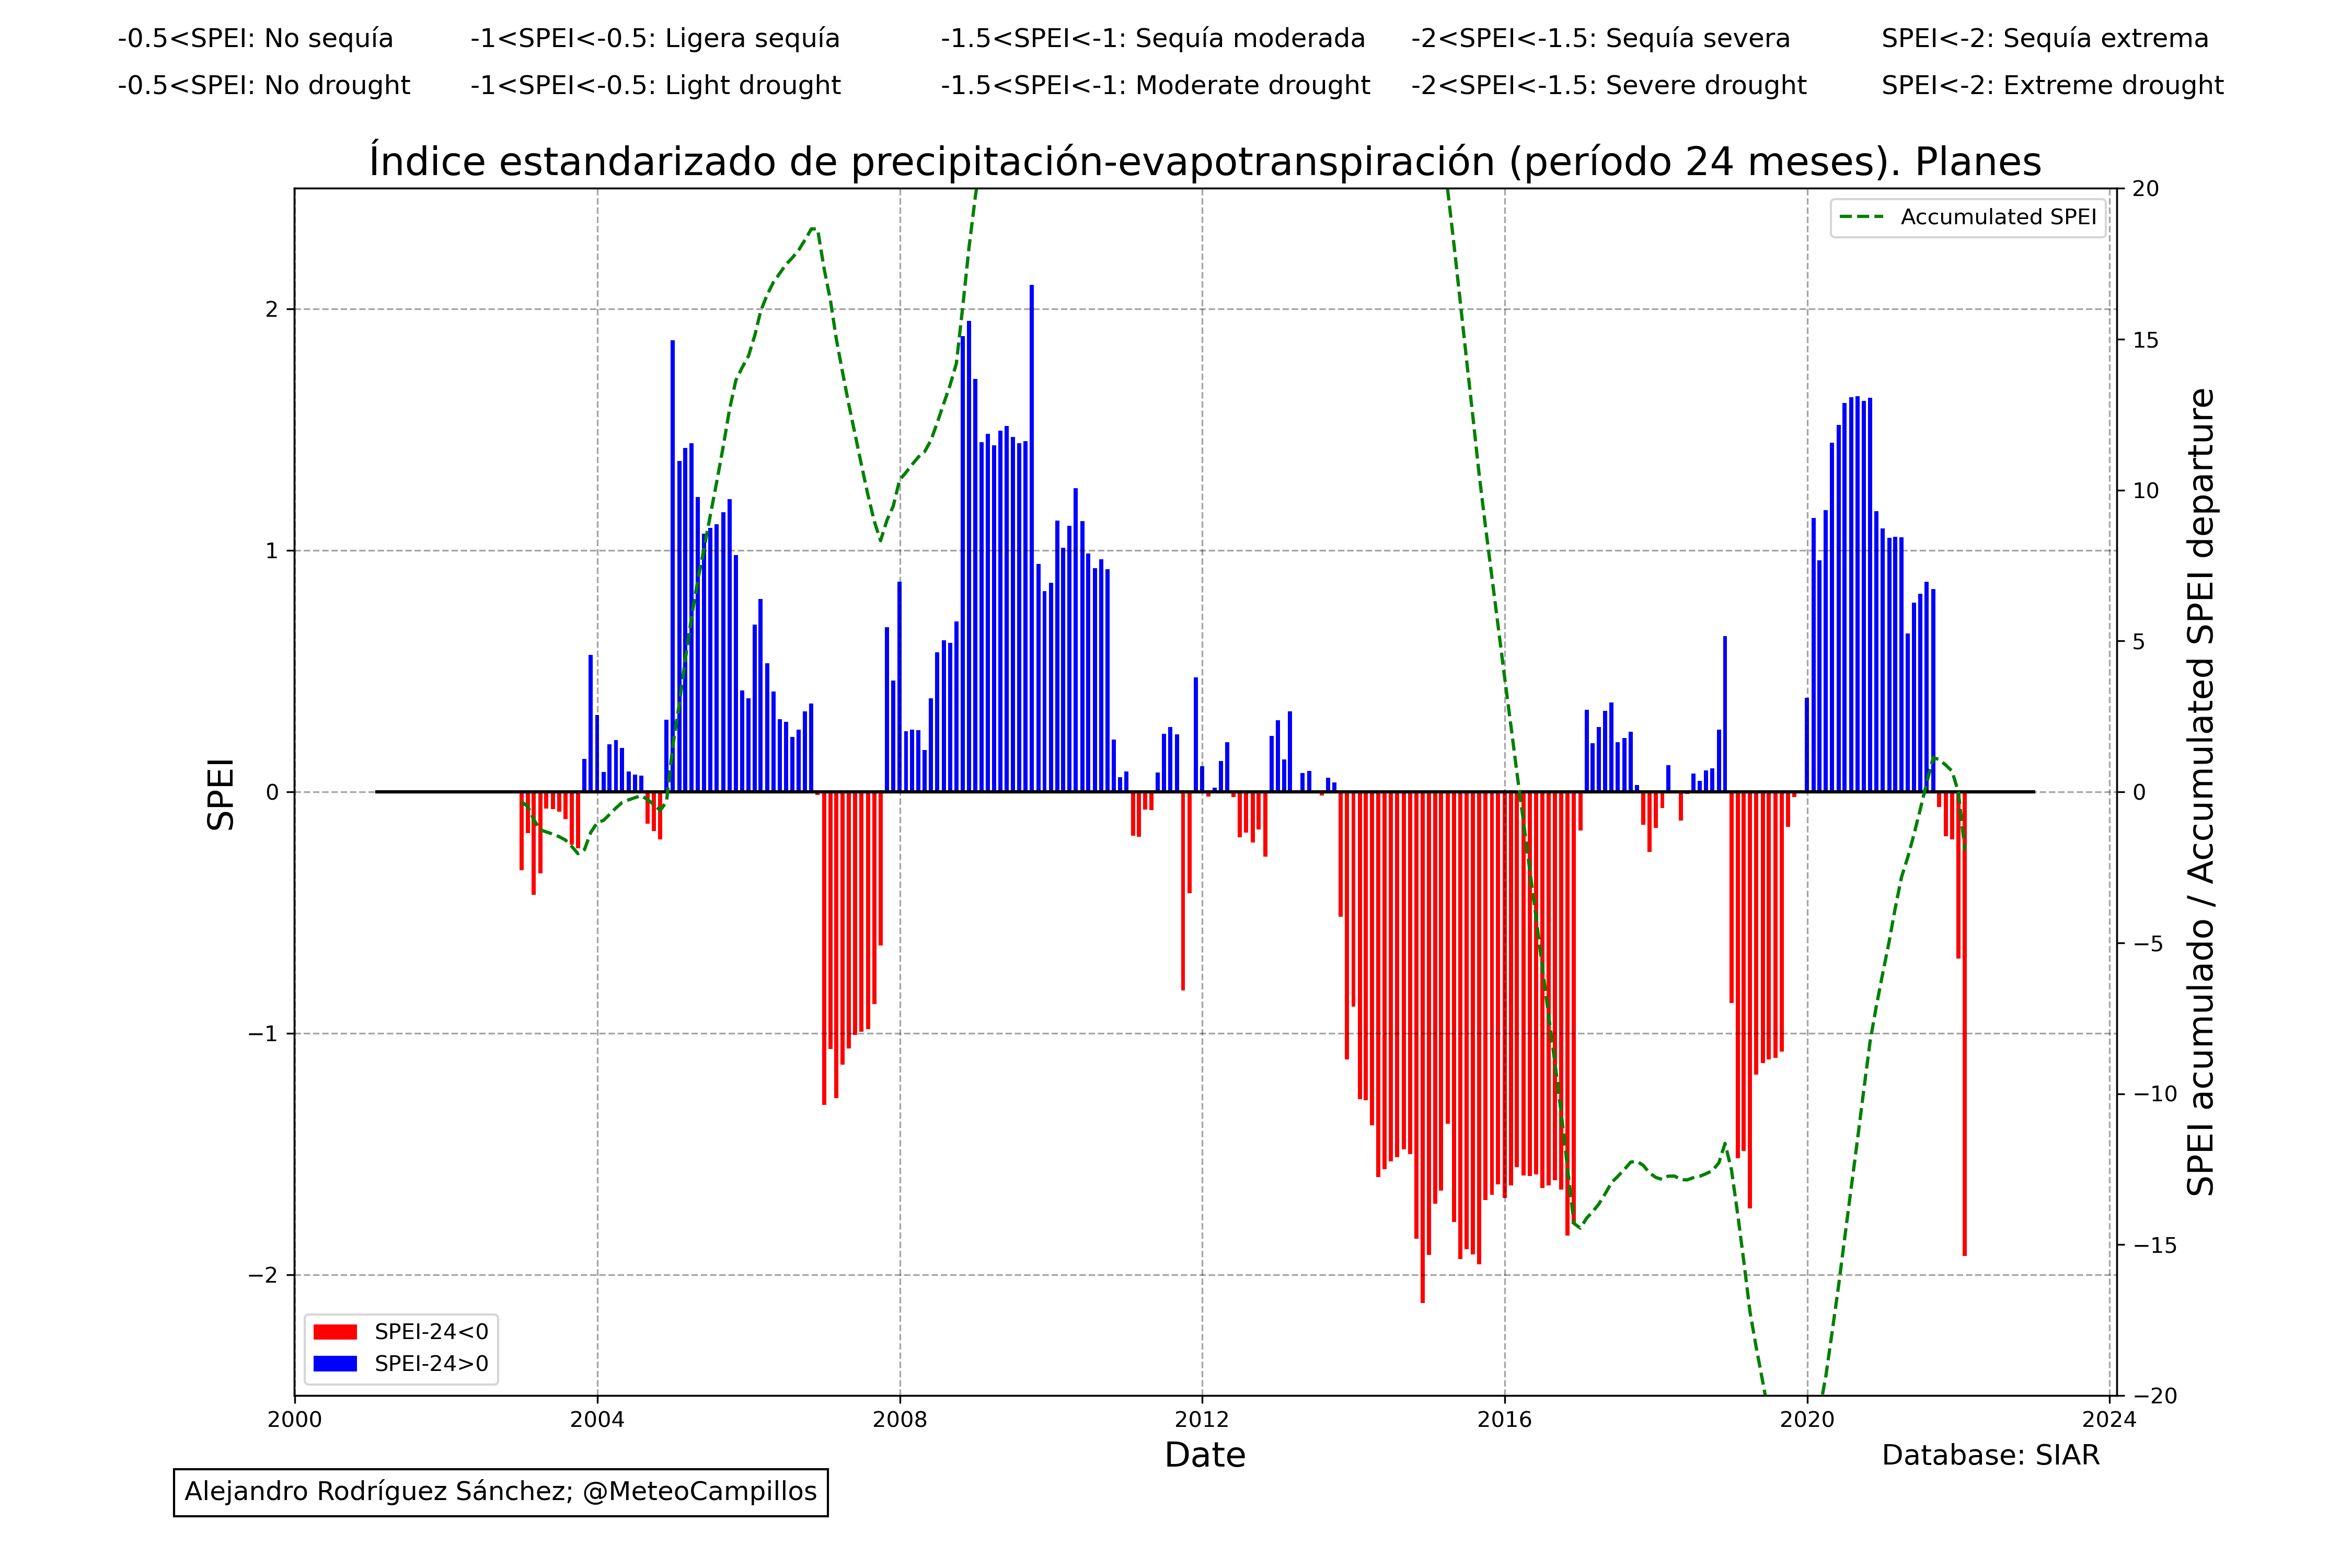 -0.5<SPEI: No sequía -1<SPEI<-0.5: Ligera sequía -1.5<SPEI<-1: Sequía moderada -2<SPEI<-1.5: Sequía severa SPEI<-2: Sequía extrema
-0.5<SPEI: No drought -1<SPEI<-0.5: Light drought -1.5<SPEI<-1: Moderate drought -2<SPEI<-1.5: Severe drought SPEI<-2: Extreme drought
Índice estandarizado de precipitación-evapotranspiración (período 24 meses). Planes
Accumulated SPEI
SPEI
2
1
0
−1
−2
20
15
10
5
0
−5
−10
−15
−20
SPEI acumulado / Accumulated SPEI departure
SPEI-24<0
SPEI-24>0
2000 2004 2008 2012 2016 2020 2024
Date
Database: SIAR
Alejandro Rodríguez Sánchez; @MeteoCampillos